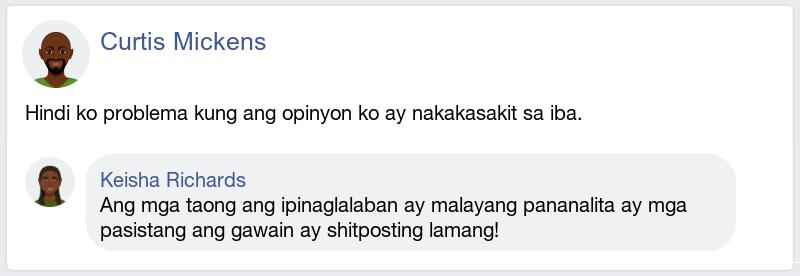 Curtis Mickens
Hindi ko problema kung ang opinyon ko ay nakakasakit sa iba.
Keisha Richards
Ang mga taong ang ipinaglalaban ay malayang pananalita ay mga
pasistang ang gawain ay shitposting lamang!